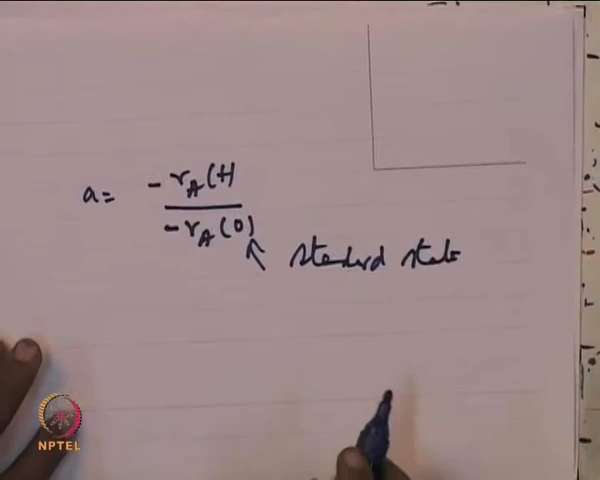 a = -r_A(t) / -r_A(0)
↖ standard state
NPTEL